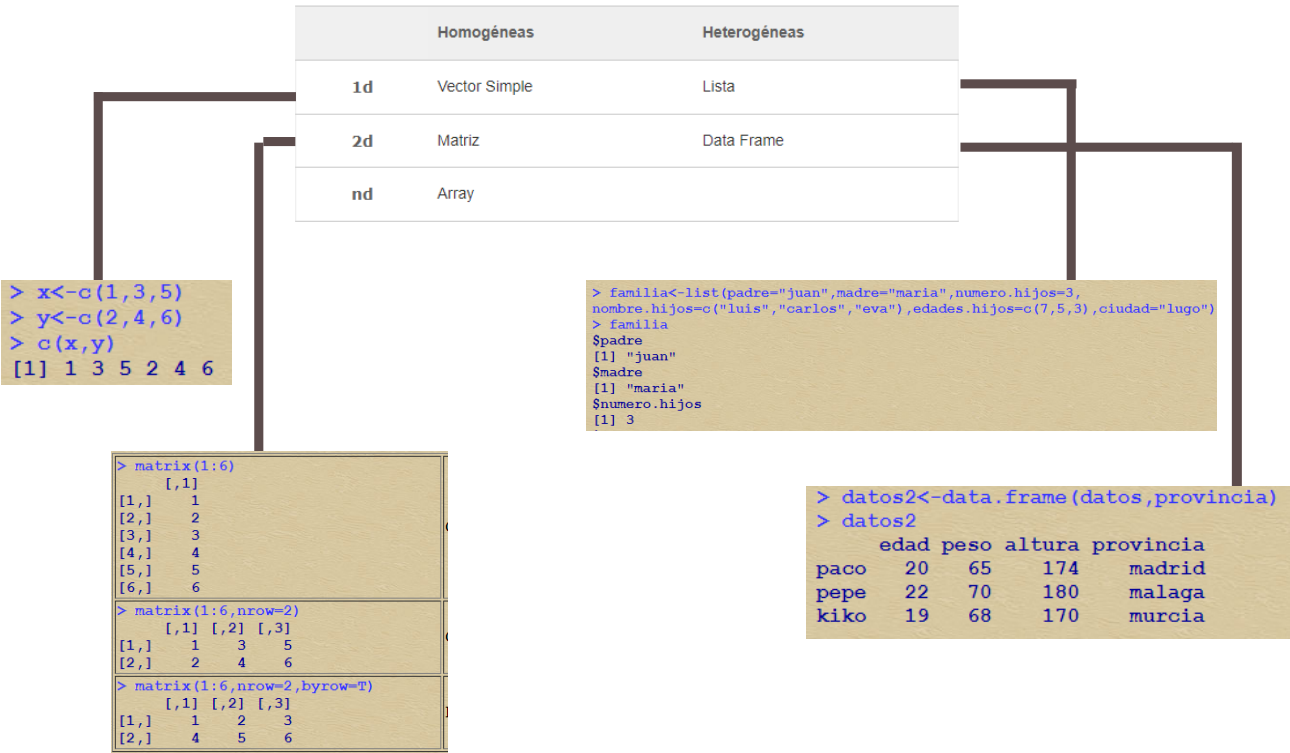 Homogéneas Heterogéneas
1d Vector Simple Lista
2d Matriz Data Frame
nd Array
> x<-c(1,3,5)
> y<-c(2,4,6)
> c(x,y)
[1] 1 3 5 2 4 6
> familia<-list(padre="juan",madre="maria",numero.hijos=3,
nombre.hijos=c("luis","carlos","eva"),edades.hijos=c(7,5,3),ciudad="lugo")
> familia
$padre
[1] "juan"
$madre
[1] "maria"
$numero.hijos
[1] 3
> matrix(1:6)
[,1]
[1,] 1
[2,] 2
[3,] 3
[4,] 4
[5,] 5
[6,] 6
> matrix(1:6,nrow=2)
[,1] [,2] [,3]
[1,] 1 3 5
[2,] 2 4 6
> matrix(1:6,nrow=2,byrow=T)
[,1] [,2] [,3]
[1,] 1 2 3
[2,] 4 5 6
> datos2<-data.frame(datos,provincia)
> datos2
edad peso altura provincia
paco 20 65 174 madrid
pepe 22 70 180 malaga
kiko 19 68 170 murcia